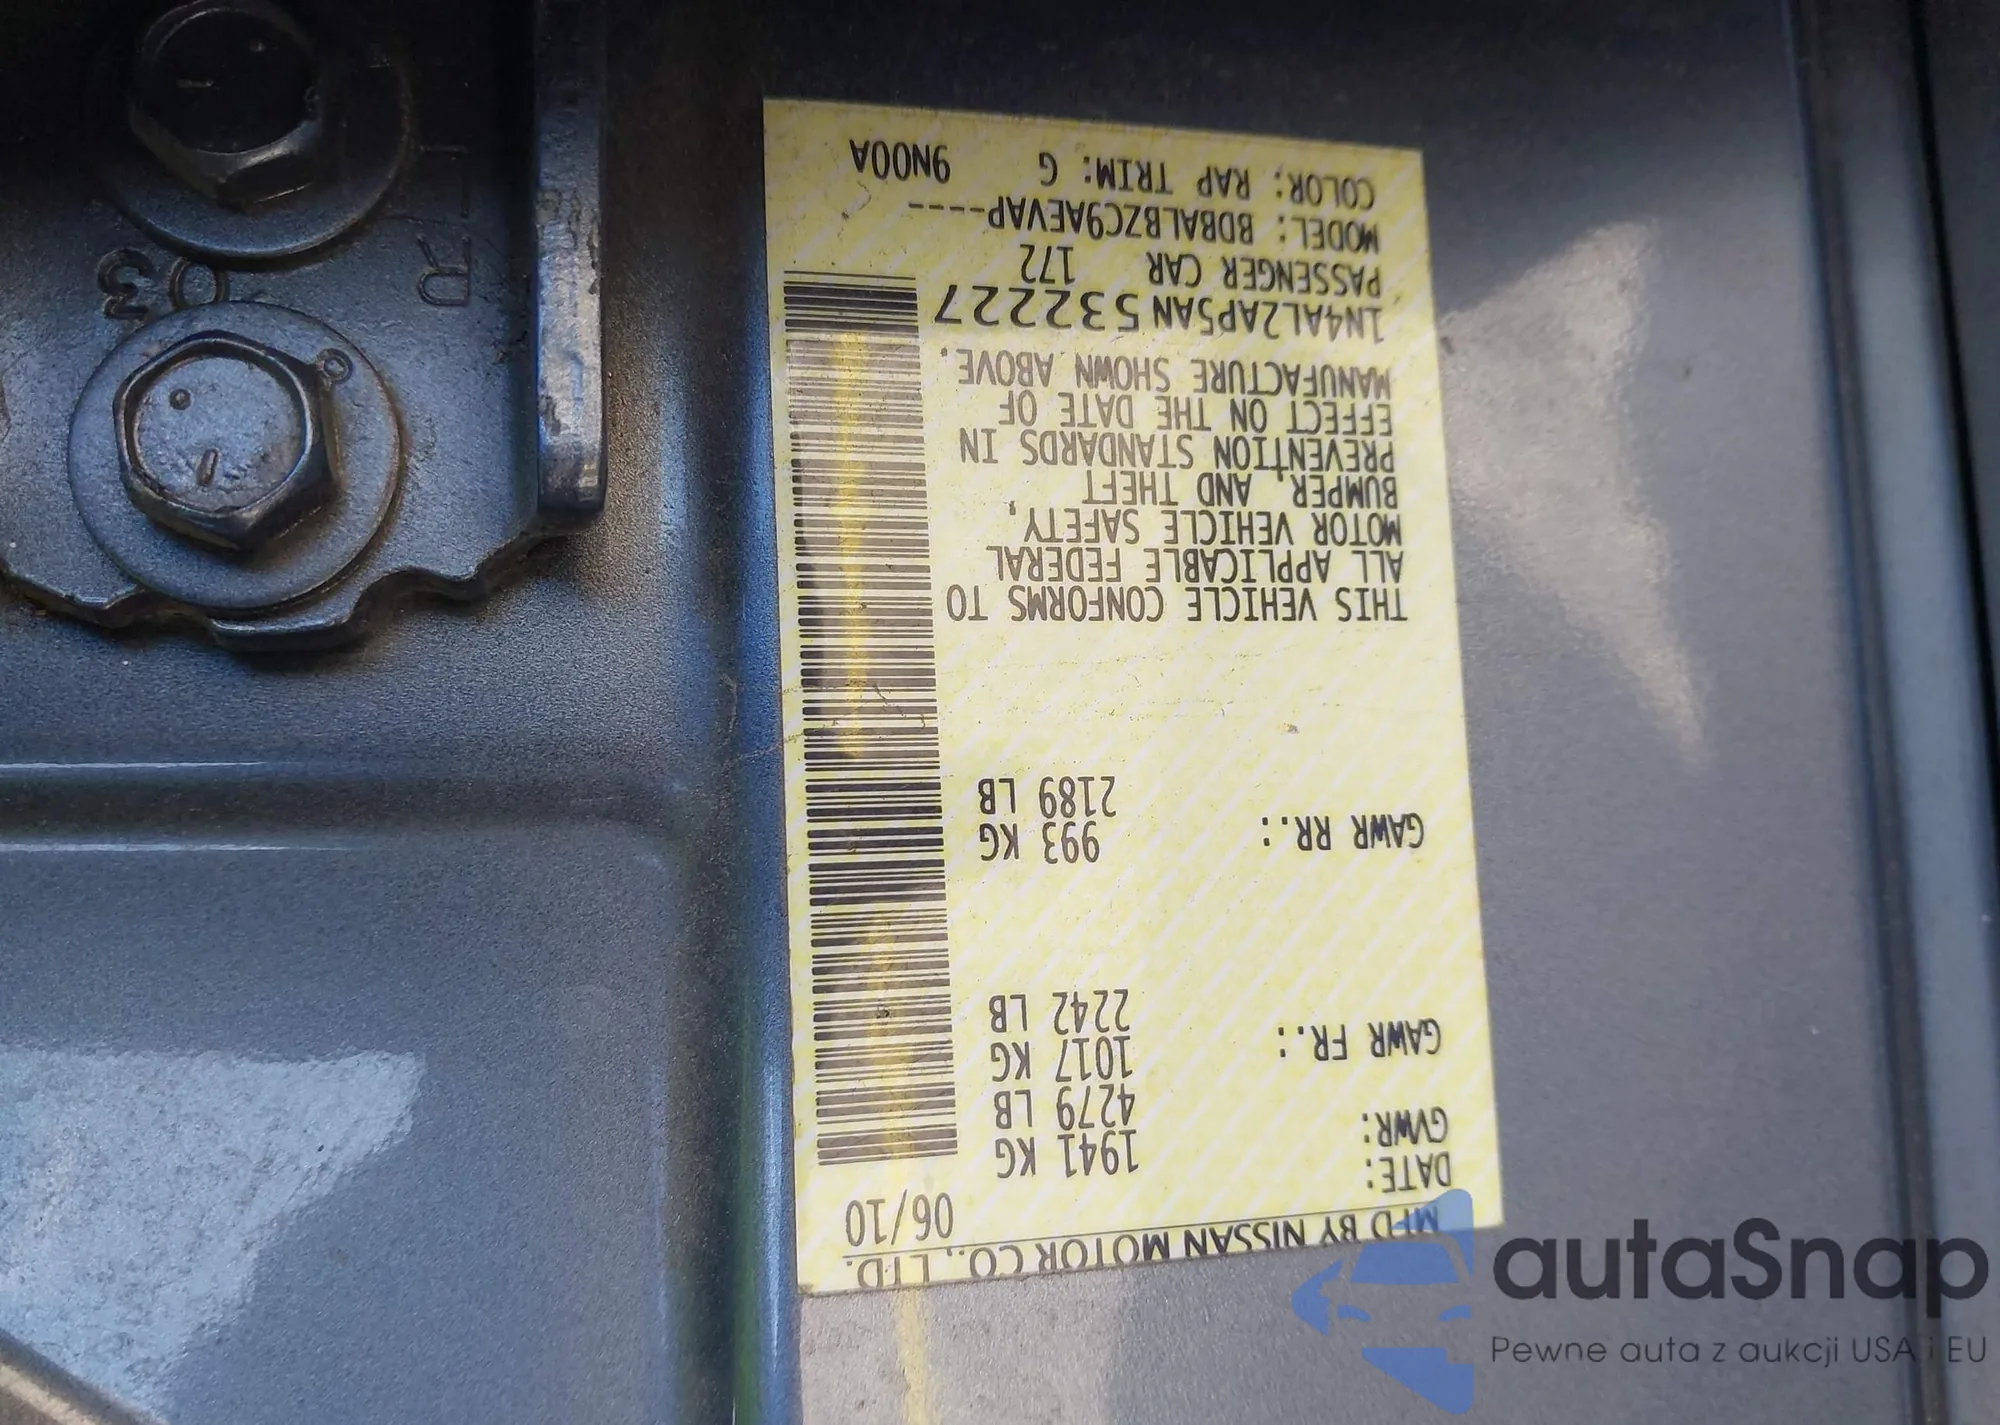 MFD BY NISSAN MOTOR CO., LTD.
DATE: 06/10
GVWR: 1941 KG
4279 LB
GAWR FR.: 1017 KG
2242 LB
GAWR RR.: 993 KG
2189 LB
THIS VEHICLE CONFORMS TO
ALL APPLICABLE FEDERAL
MOTOR VEHICLE SAFETY,
BUMPER, AND THEFT
PREVENTION STANDARDS IN
EFFECT ON THE DATE OF
MANUFACTURE SHOWN ABOVE.
1N4AL2AP5AN532227
PASSENGER CAR 172
MODEL: BDBALBZC9AEVAP----
COLOR: RAP TRIM: G 9N00A
03
autaSnap
Pewne auta z aukcji USA i EU